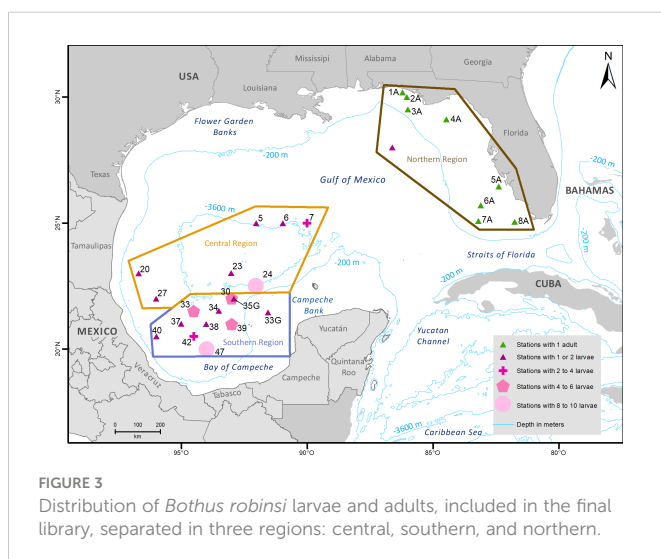 Mississippi
Alabama
Georgia
N
USA
Louisiana
30°N
1A
2A
3A
4A
Flower Garden
Banks
Florida
-200 m
Northern Region
Texas
Gulf of Mexico
5A
BAHAMAS
-3600 m
6A
-200 m
5
6
7
7A
8A
25°N
Central Region
Tamaulipas
-200 m
Straits of Florida
20
23
24
27
30
CUBA
33
34
35G
Campeche
Bank
33G
MÉXICO
37
38
39
40
42
47
Southern Region
Yucatán
Yucatan
Channel
20°N
Quintana
Roo
Bay of Campeche
Campeche
Veracruz
Tabasco
Stations with 1 adult
Stations with 1 or 2 larvae
Stations with 2 to 4 larvae
Stations with 4 to 6 larvae
Stations with 8 to 10 larvae
Depth in meters
-3600 m
Caribbean Sea
0 100 200
km
95°W
90°W
85°W
80°W
FIGURE 3
Distribution of Bothus robinsi larvae and adults, included in the final
library, separated in three regions: central, southern, and northern.